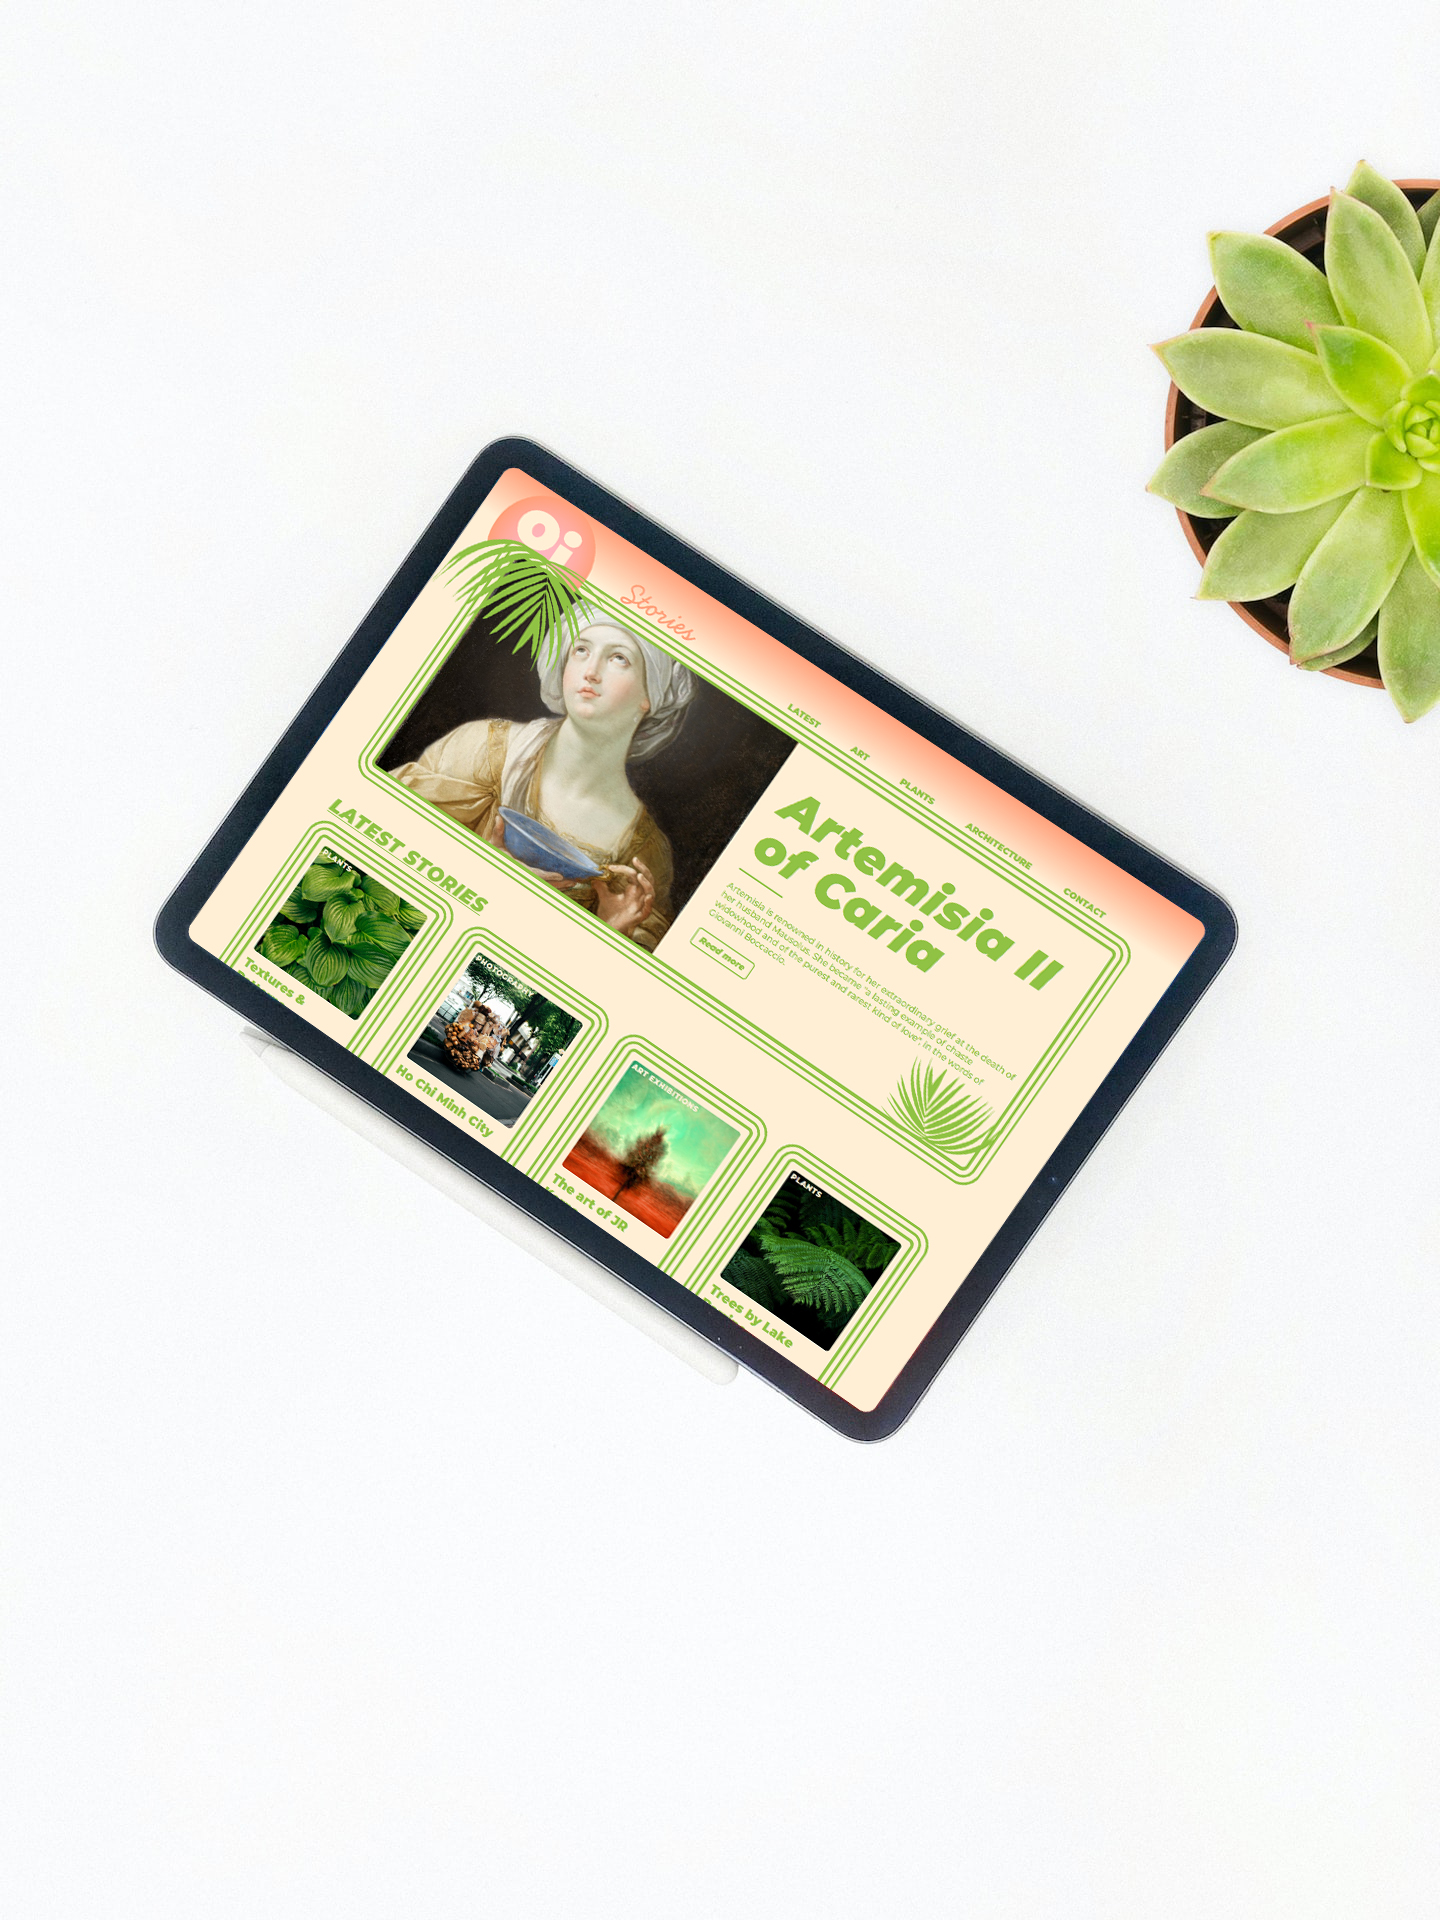 Oi
Stories
LATEST
ART
PLANTS
ARCHITECTURE
CONTACT
Artemisia II
of Caria
Artemisia is renowned in history for her extraordinary grief at the death of
her husband Mausolus. She became "a lasting example of chaste
widowhood and of the purest and rarest kind of love", in the words of
Giovanni Boccaccio.
Read more
LATEST STORIES
PLANTS
Textures &
PHOTOGRAPHY
Ho Chi Minh City
ART EXHIBITIONS
The art of JR
PLANTS
Trees by Lake